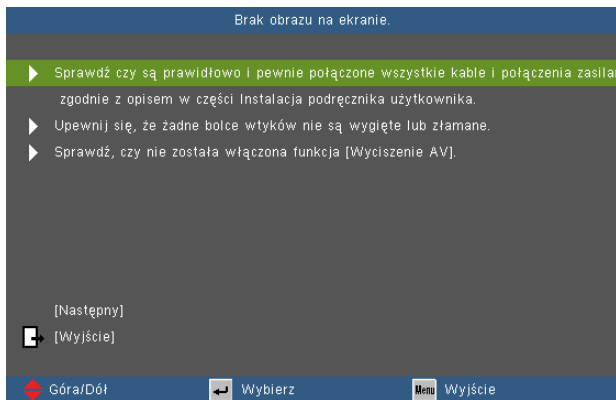 Brak obrazu na ekranie.
Sprawdź czy są prawidłowo i pewnie połączone wszystkie kable i połączenia zasila
zgodnie z opisem w części Instalacja podręcznika użytkownika.
Upewnij się, że żadne bolce wtyków nie są wygięte lub złamane.
Sprawdź, czy nie została włączona funkcja [Wyciszenie AV].
[Następny]
[Wyjście]
Góra/Dół Wybierz Menu Wyjście